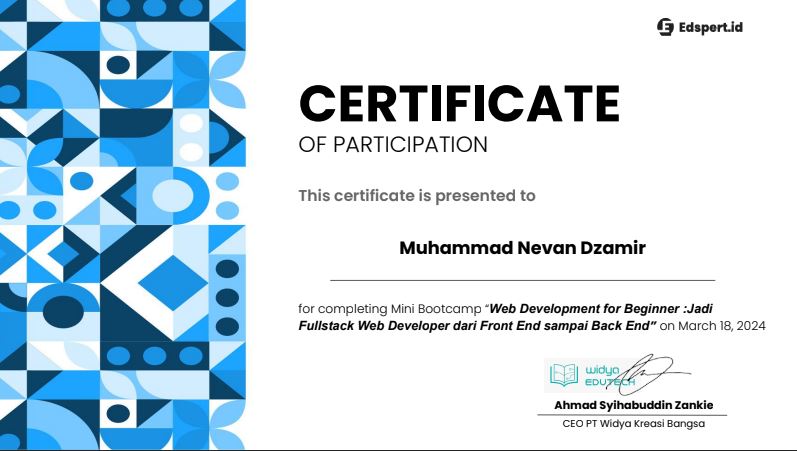 Edspert.id
CERTIFICATE
OF PARTICIPATION
This certificate is presented to
Muhammad Nevan Dzamir
for completing Mini Bootcamp “Web Development for Beginner :Jadi
Fullstack Web Developer dari Front End sampai Back End” on March 18, 2024
widya
EDUTECH
Ahmad Syihabuddin Zankie
CEO PT Widya Kreasi Bangsa